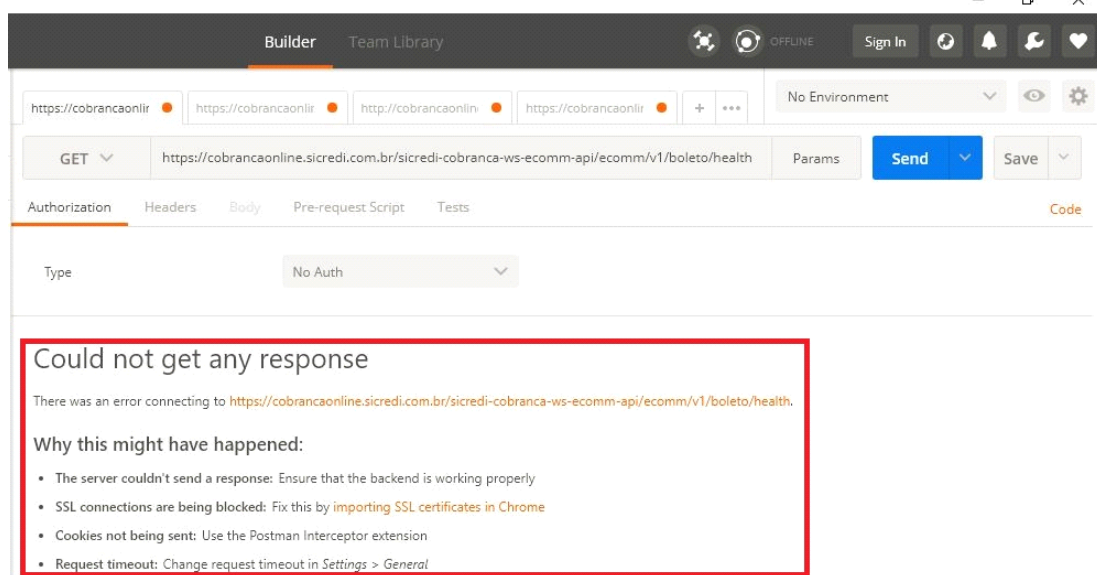 Builder Team Library OFFLINE Sign In
https://cobrancaonlir https://cobrancaonlir http://cobrancaonlin https://cobrancaonlir + ••• No Environment
GET https://cobrancaonline.sicredi.com.br/sicredi-cobranca-ws-ecomm-api/ecomm/v1/boleto/health Params Send Save
Authorization Headers Body Pre-request Script Tests Code
Type No Auth
Could not get any response
There was an error connecting to https://cobrancaonline.sicredi.com.br/sicredi-cobranca-ws-ecomm-api/ecomm/v1/boleto/health.
Why this might have happened:
• The server couldn't send a response: Ensure that the backend is working properly
• SSL connections are being blocked: Fix this by importing SSL certificates in Chrome
• Cookies not being sent: Use the Postman Interceptor extension
• Request timeout: Change request timeout in Settings > General